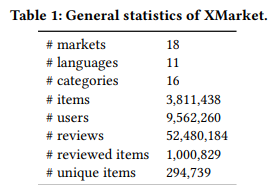 Table 1: General statistics of XMarket.
# markets 18
# languages 11
# categories 16
# items 3,811,438
# users 9,562,260
# reviews 52,480,184
# reviewed items 1,000,829
# unique items 294,739